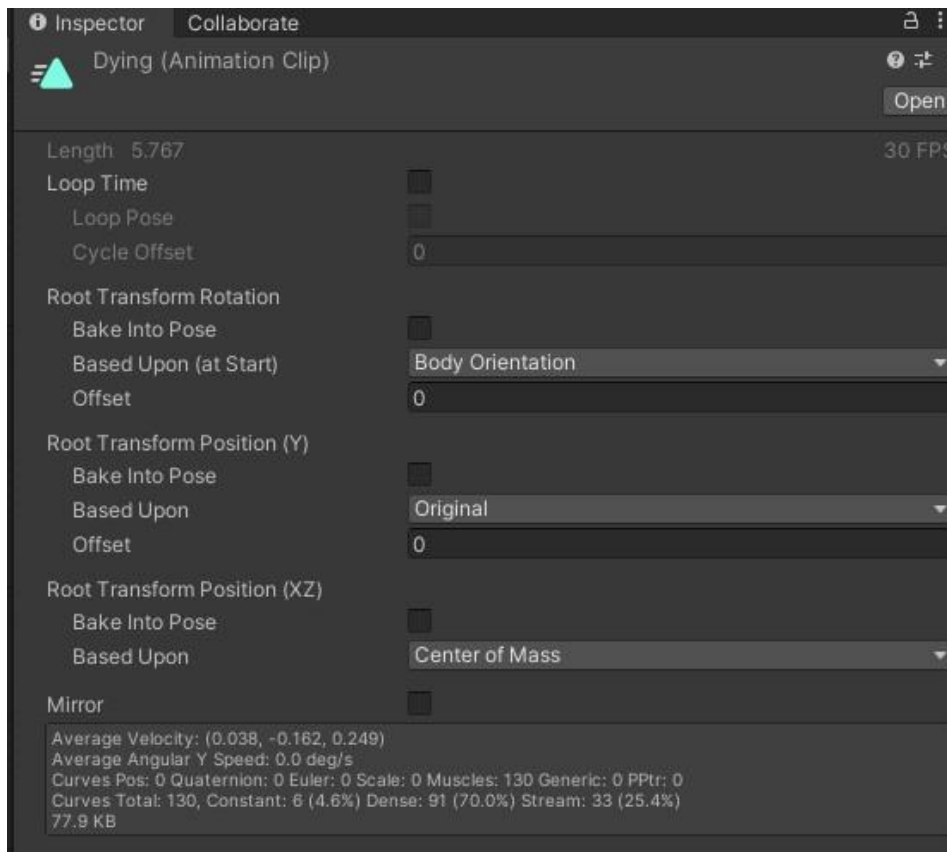 Inspector Collaborate
Dying (Animation Clip)
Open
Length 5.767 30 FPS
Loop Time
Loop Pose
Cycle Offset 0
Root Transform Rotation
Bake Into Pose
Based Upon (at Start) Body Orientation
Offset 0
Root Transform Position (Y)
Bake Into Pose
Based Upon Original
Offset 0
Root Transform Position (XZ)
Bake Into Pose
Based Upon Center of Mass
Mirror
Average Velocity: (0.038, -0.162, 0.249)
Average Angular Y Speed: 0.0 deg/s
Curves Pos: 0 Quaternion: 0 Euler: 0 Scale: 0 Muscles: 130 Generic: 0 PPtr: 0
Curves Total: 130, Constant: 6 (4.6%) Dense: 91 (70.0%) Stream: 33 (25.4%)
77.9 KB